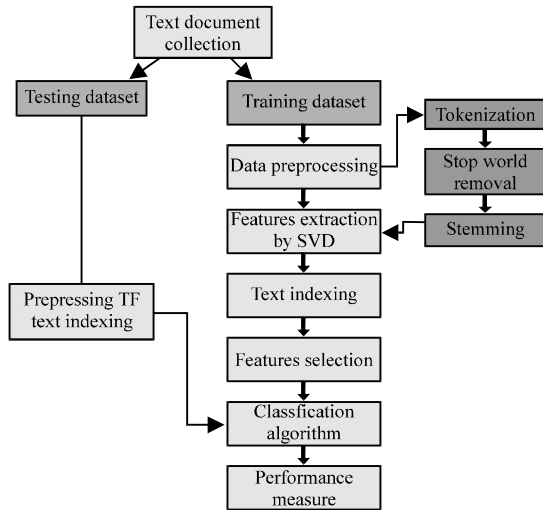 Text document
collection
Testing dataset
Training dataset
Tokenization
Data preprocessing
Stop world
removal
Features extraction
by SVD
Stemming
Prepressing TF
text indexing
Text indexing
Features selection
Classfication
algorithm
Performance
measure